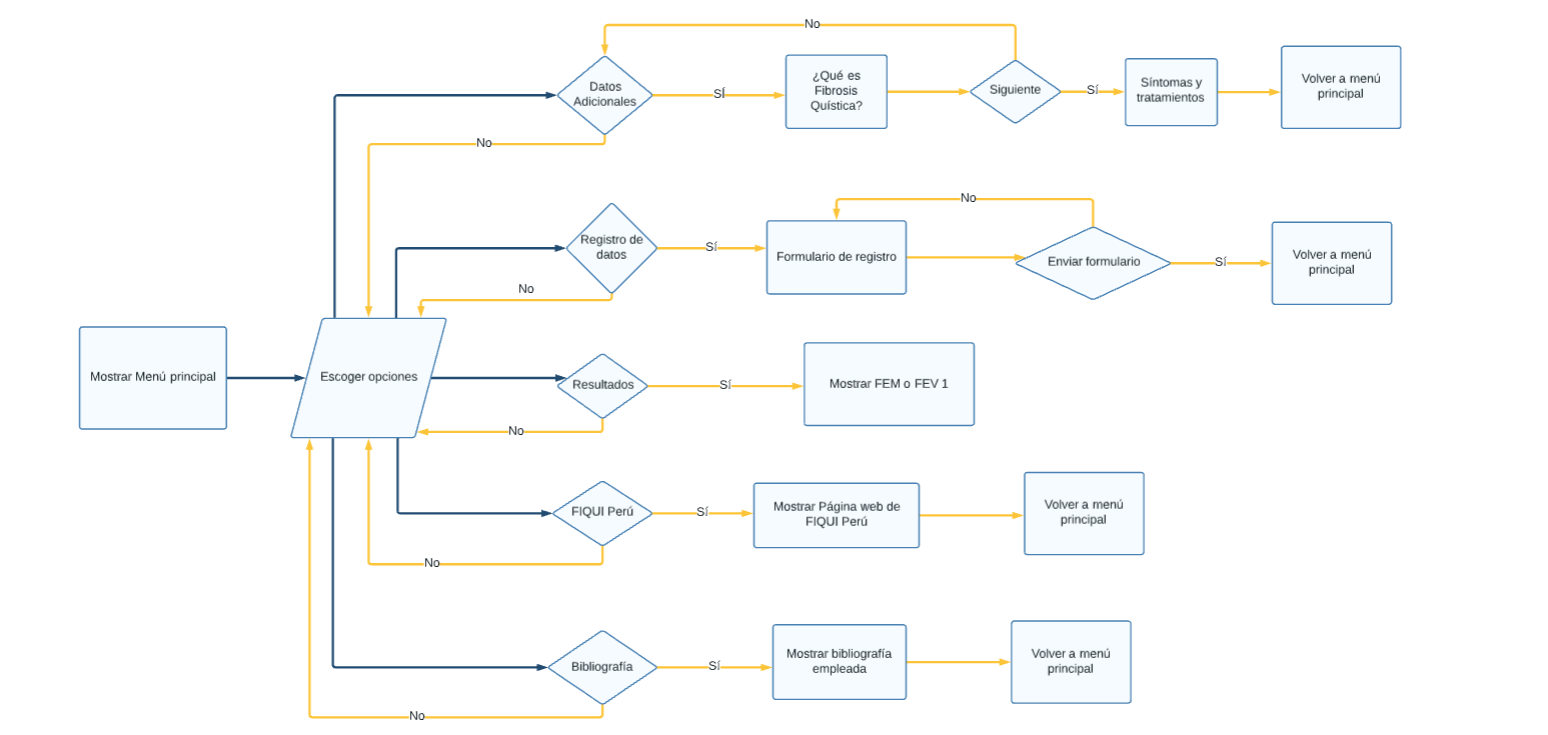 No
Datos
Adicionales
SÍ
¿Qué es
Fibrosis
Quística?
Siguiente
Sí
Síntomas y
tratamientos
Volver a menú
principal
No
No
Registro de
datos
Sí
Formulario de registro
Enviar formulario
Sí
Volver a menú
principal
No
Mostrar Menú principal
Escoger opciones
Resultados
Sí
Mostrar FEM o FEV 1
No
FIQUI Perú
Sí
Mostrar Página web de
FIQUI Perú
Volver a menú
principal
No
Bibliografía
Sí
Mostrar bibliografía
empleada
Volver a menú
principal
No